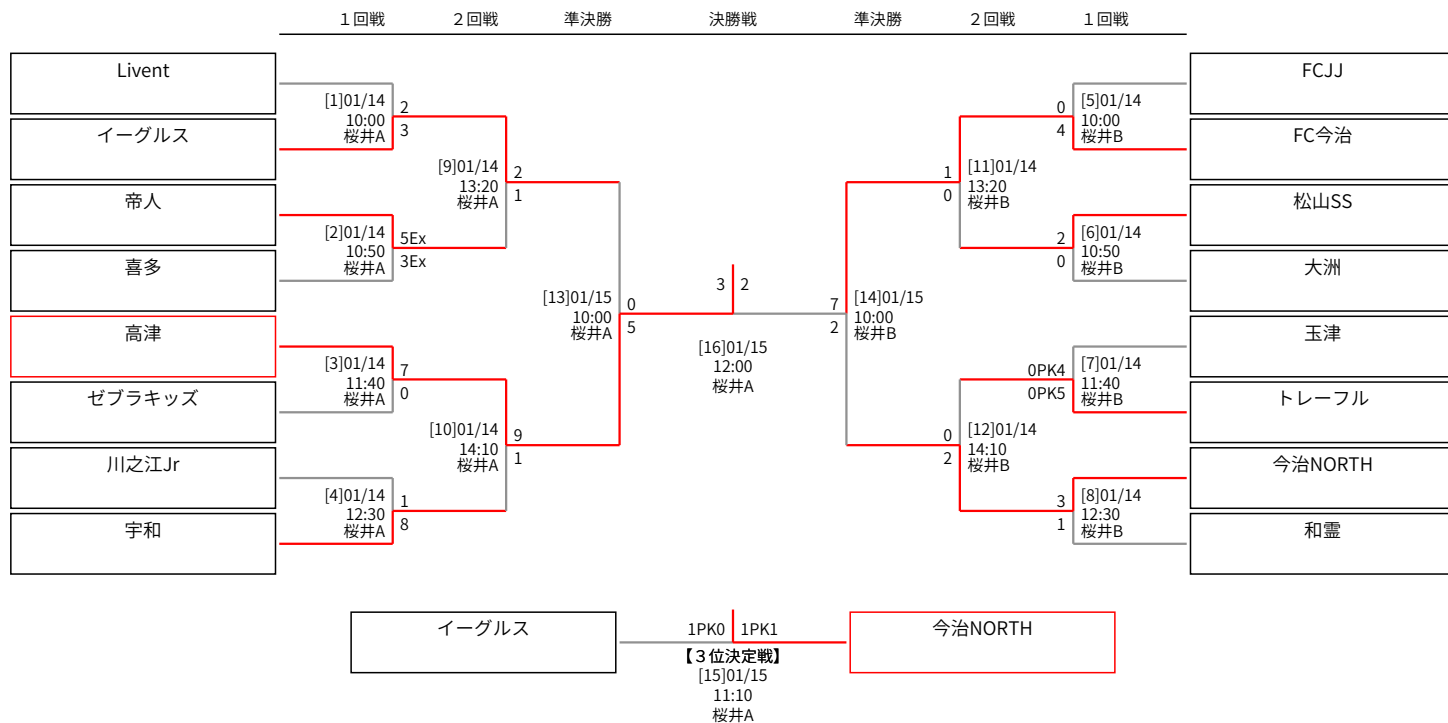 １回戦 ２回戦 準決勝 決勝戦 準決勝 ２回戦 １回戦
Livent
イーグルス
帝人
喜多
高津
ゼブラキッズ
川之江Jr
宇和
[1]01/14
10:00
桜井A
2
3
[2]01/14
10:50
桜井A
5Ex
3Ex
[3]01/14
11:40
桜井A
7
0
[4]01/14
12:30
桜井A
1
8
[9]01/14
13:20
桜井A
2
1
[10]01/14
14:10
桜井A
9
1
[13]01/15
10:00
桜井A
0
5
3 2
[16]01/15
12:00
桜井A
7
2
[14]01/15
10:00
桜井B
1
0
[11]01/14
13:20
桜井B
0
2
[12]01/14
14:10
桜井B
0
4
[5]01/14
10:00
桜井B
2
0
[6]01/14
10:50
桜井B
0PK4
0PK5
[7]01/14
11:40
桜井B
3
1
[8]01/14
12:30
桜井B
FCJJ
FC今治
松山SS
大洲
玉津
トレーフル
今治NORTH
和霊
イーグルス
1PK0 1PK1
今治NORTH
【３位決定戦】
[15]01/15
11:10
桜井A